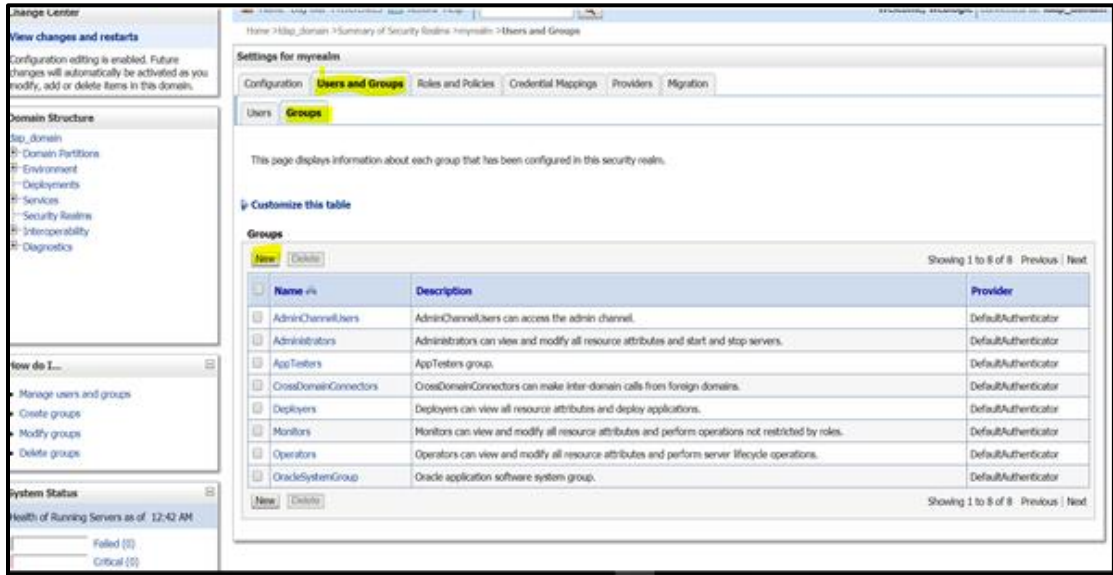 Change Center
View changes and restarts
Configuration editing is enabled. Future
changes will automatically be activated as you
modify, add or delete items in this domain.
Domain Structure
ldap_domain
Domain Partitions
Environment
Deployments
Services
Security Realms
Interoperability
Diagnostics
How do I...
Manage users and groups
Create groups
Modify groups
Delete groups
System Status
Health of Running Servers as of 12:42 AM
Failed (0)
Critical (0)
Home >ldap_domain >Summary of Security Realms >myrealm >Users and Groups
Settings for myrealm
Configuration Users and Groups Roles and Policies Credential Mappings Providers Migration
Users Groups
This page displays information about each group that has been configured in this security realm.
Customize this table
Groups
New Delete Showing 1 to 8 of 8 Previous | Next
Name Description Provider
AdminChannelUsers AdminChannelUsers can access the admin channel. DefaultAuthenticator
Administrators Administrators can view and modify all resource attributes and start and stop servers. DefaultAuthenticator
AppTesters AppTesters group. DefaultAuthenticator
CrossDomainConnectors CrossDomainConnectors can make inter-domain calls from foreign domains. DefaultAuthenticator
Deployers Deployers can view all resource attributes and deploy applications. DefaultAuthenticator
Monitors Monitors can view and modify all resource attributes and perform operations not restricted by roles. DefaultAuthenticator
Operators Operators can view and modify all resource attributes and perform server lifecycle operations. DefaultAuthenticator
OracleSystemGroup Oracle application software system group. DefaultAuthenticator
New Delete Showing 1 to 8 of 8 Previous | Next